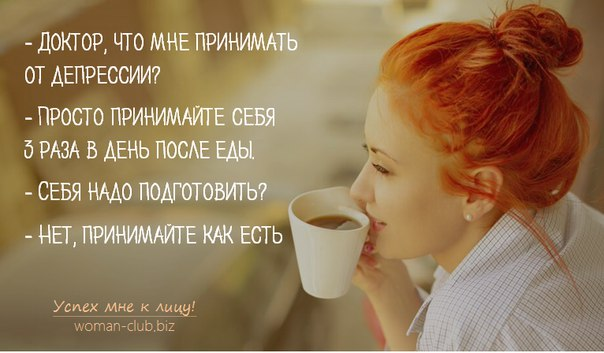 - Доктор, что мне принимать
от депрессии?
- Просто принимайте себя
3 раза в день после еды.
- Себя надо подготовить?
- Нет, принимайте как есть
Успех мне к лицу!
woman-club.biz